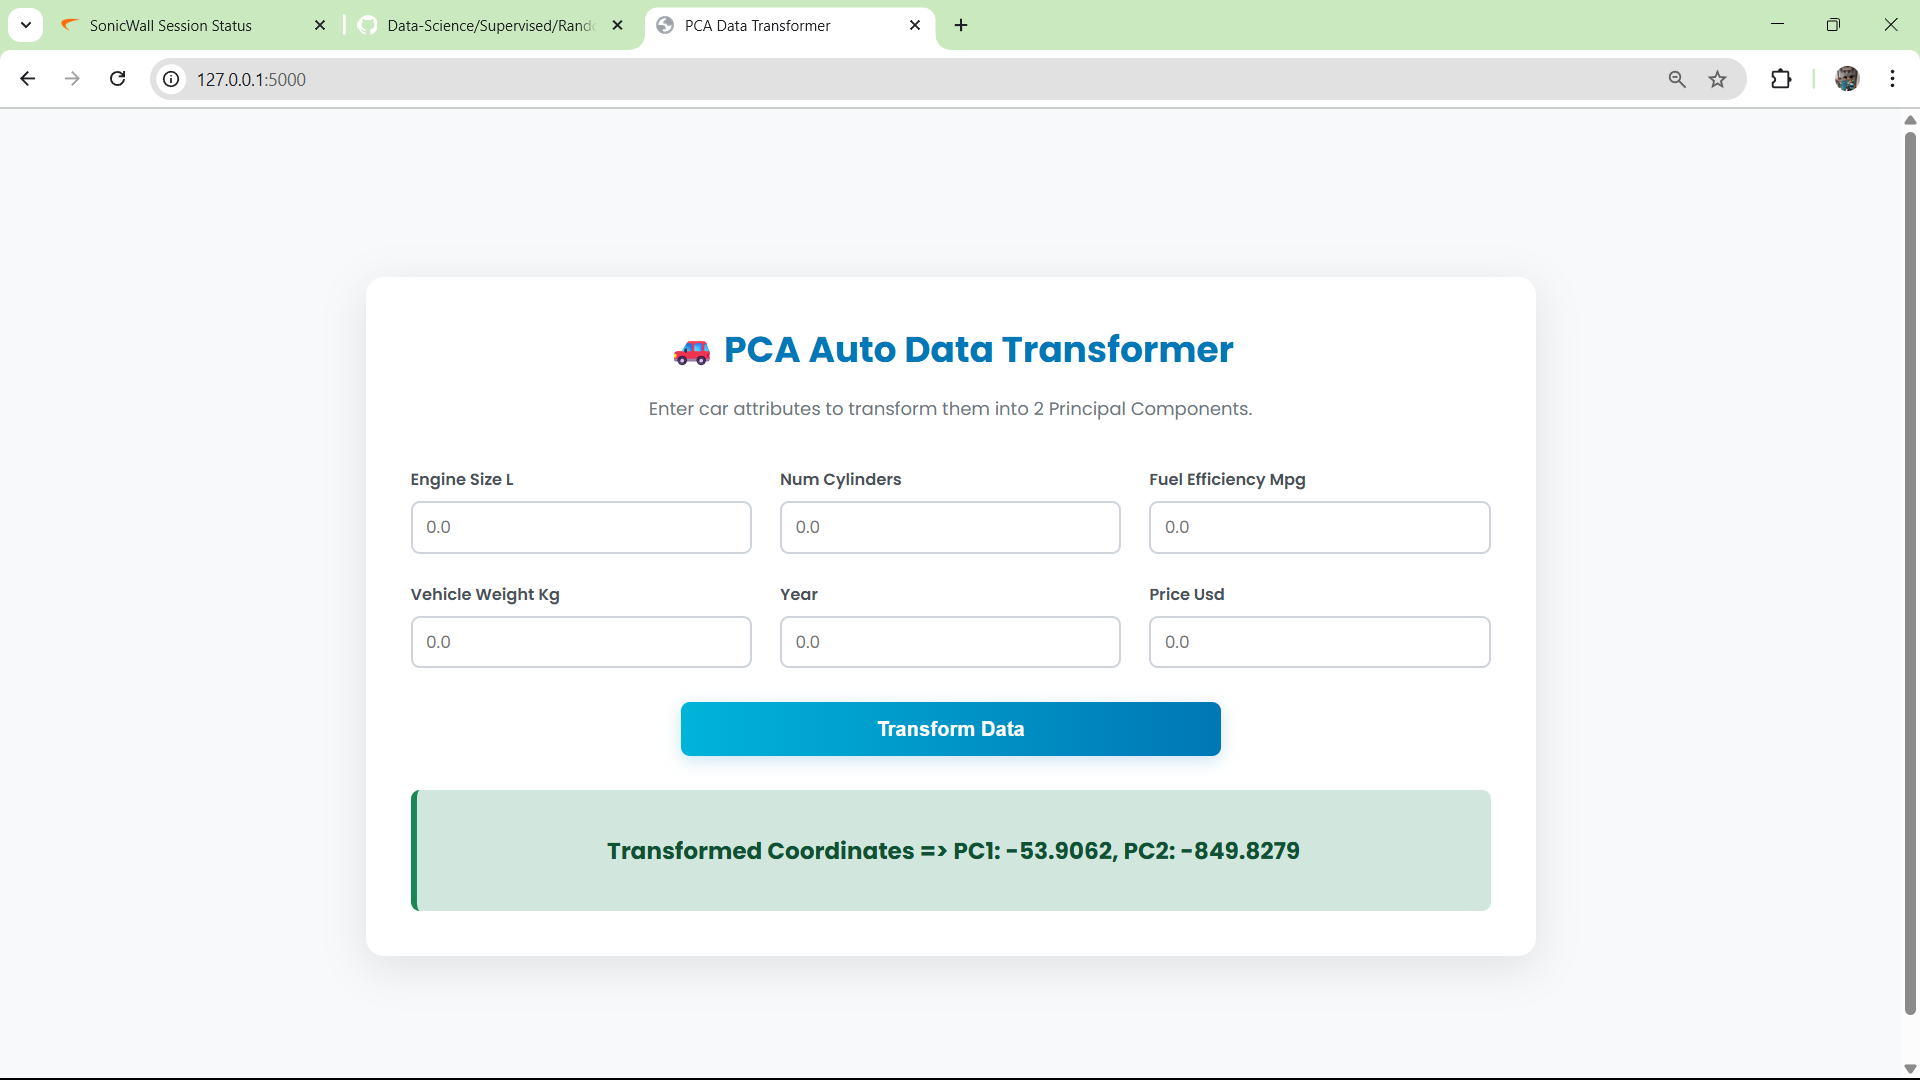 SonicWall Session Status
Data-Science/Supervised/Rand
PCA Data Transformer
127.0.0.1:5000
PCA Auto Data Transformer
Enter car attributes to transform them into 2 Principal Components.
Engine Size L
Num Cylinders
Fuel Efficiency Mpg
0.0
0.0
0.0
Vehicle Weight Kg
Year
Price Usd
0.0
0.0
0.0
Transform Data
Transformed Coordinates => PC1: -53.9062, PC2: -849.8279